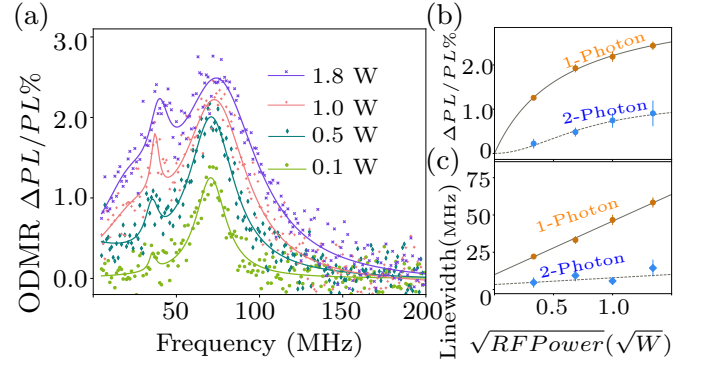 (a)
ODMR ΔPL/PL%
3.0
2.0
1.0
0.0
50
100
150
200
Frequency (MHz)
1.8 W
1.0 W
0.5 W
0.1 W
(b)
ΔPL/PL%
2.0
1.0
0
1-Photon
2-Photon
(c)
Linewidth(MHz)
75
50
25
0
1-Photon
2-Photon
0.5
1.0
√RFPower(√W)